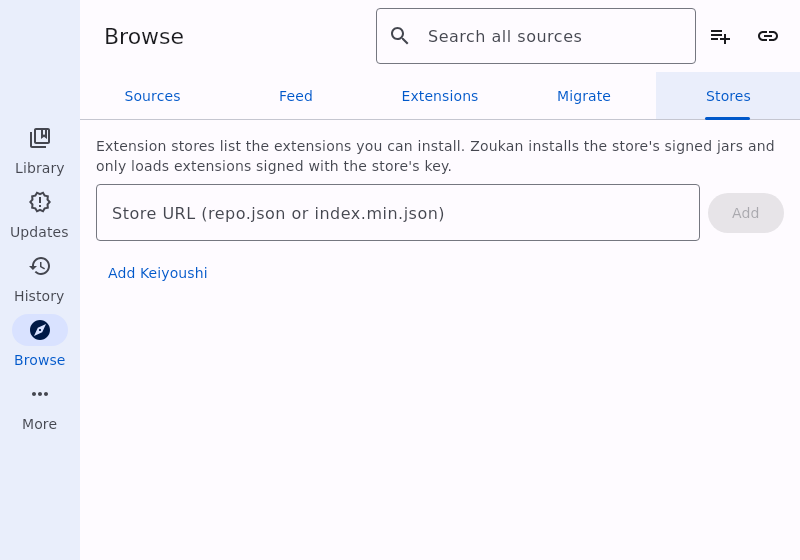 Browse
Search all sources
Sources
Feed
Extensions
Migrate
Stores
Library
Updates
History
Browse
More
Extension stores list the extensions you can install. Zoukan installs the store's signed jars and
only loads extensions signed with the store's key.
Store URL (repo.json or index.min.json)
Add
Add Keiyoushi